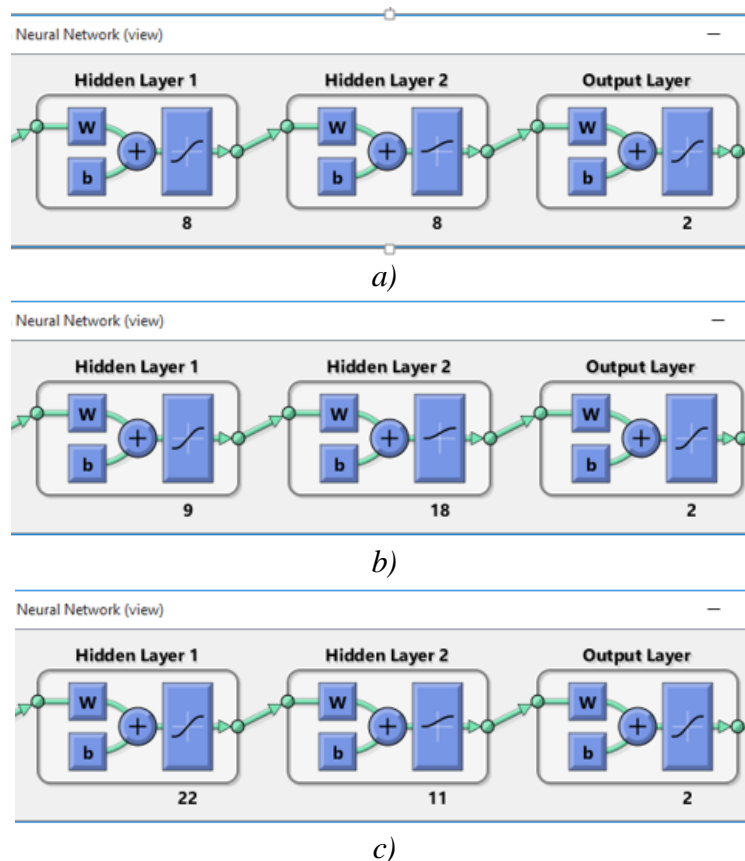 Neural Network (view)
Hidden Layer 1 Hidden Layer 2 Output Layer
W W W
b b b
8 8 2
a)
Neural Network (view)
Hidden Layer 1 Hidden Layer 2 Output Layer
W W W
b b b
9 18 2
b)
Neural Network (view)
Hidden Layer 1 Hidden Layer 2 Output Layer
W W W
b b b
22 11 2
c)